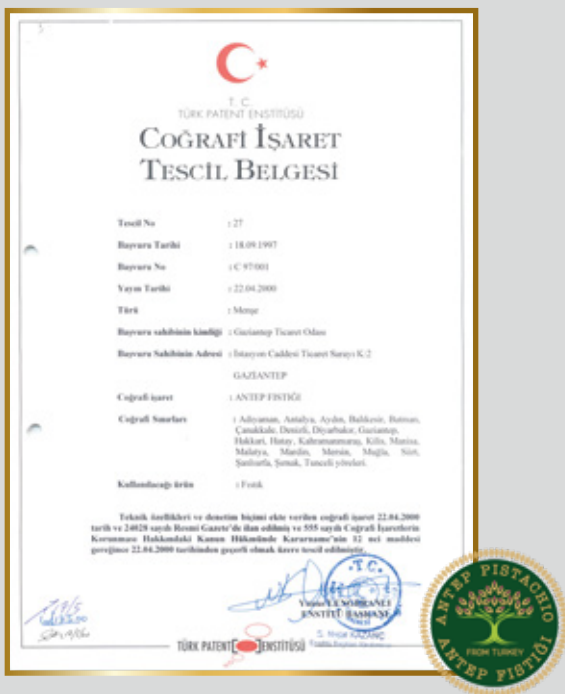 T. C.
TÜRK PATENT ENSTİTÜSÜ
COĞRAFİ İŞARET
TESCİL BELGESİ
Tescil No : 27
Başvuru Tarihi : 18.09.1997
Başvuru No : C 97/001
Yayın Tarihi : 22.04.2000
Türü : Menşe
Başvuru sahibinin kimliği : Gaziantep Ticaret Odası
Başvuru Sahibinin Adresi : İstasyon Caddesi Ticaret Sarayı K:2
GAZİANTEP
Coğrafi işaret : ANTEP FISTIĞI
Coğrafi Sınırları : Adıyaman, Antalya, Aydın, Balıkesir, Batman,
Çanakkale, Denizli, Diyarbakır, Gaziantep,
Hakkari, Hatay, Kahramanmaraş, Kilis, Manisa,
Malatya, Mardin, Mersin, Muğla, Siirt,
Şanlıurfa, Şırnak, Tunceli yöreleri.
Kullanılacağı ürün : Fıstık
Teknik özellikleri ve denetim biçimi ekte verilen coğrafi işaret 22.04.2000
tarih ve 24028 sayılı Resmi Gazete'de ilan edilmiş ve 555 sayılı Coğrafi İşaretlerin
Korunması Hakkındaki Kanun Hükmünde Kararname'nin 12 nci maddesi
gereğince 22.04.2000 tarihinden geçerli olmak üzere tescil edilmiştir.
T.C.
ENSTİTÜ BAŞKANI
TÜRK PATENT ENSTİTÜSÜ
ANTEP PISTACHIO
FROM TURKEY
ANTEP FISTIĞI